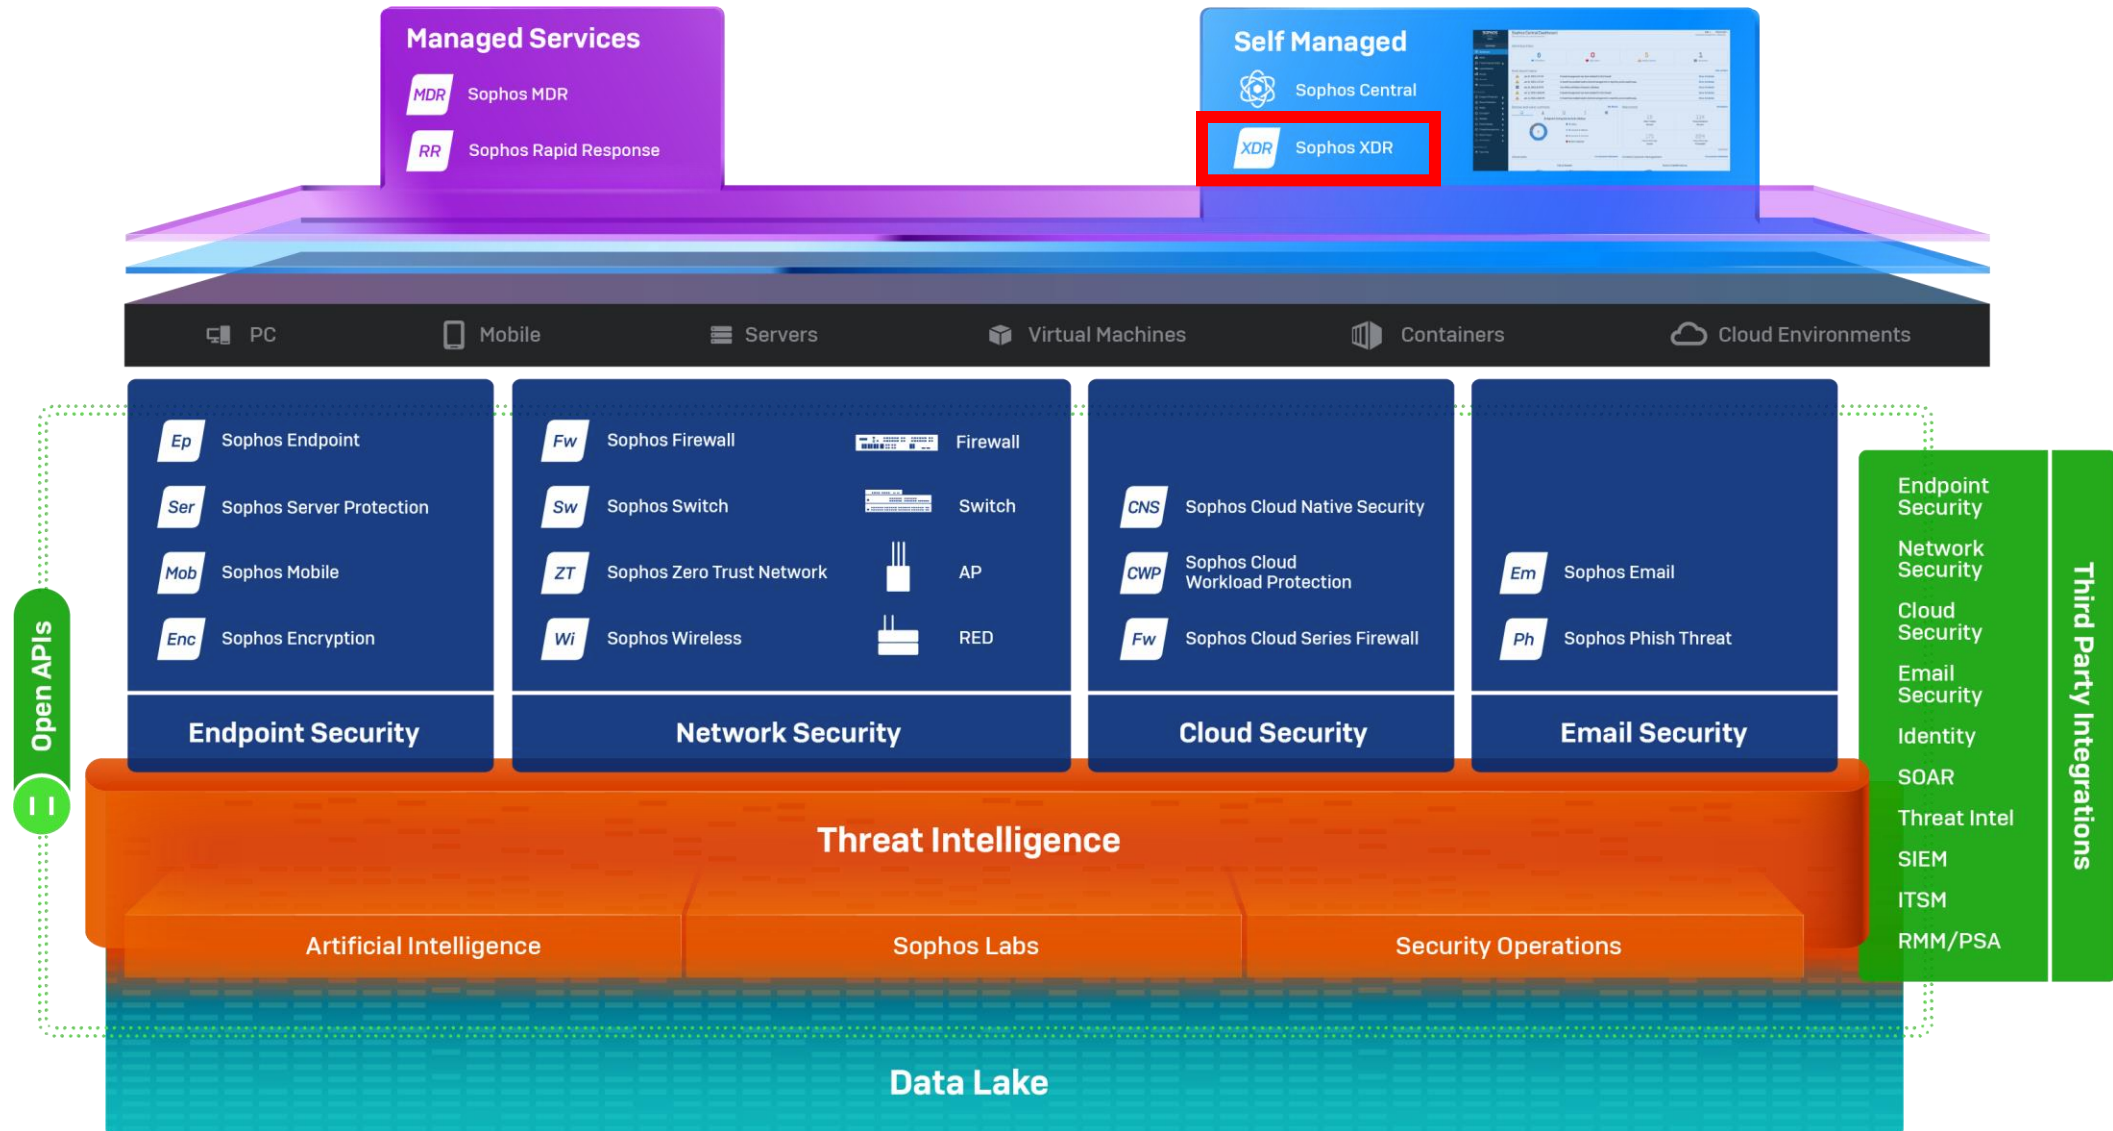 Managed Services
MDR Sophos MDR
RR Sophos Rapid Response
Self Managed
Sophos Central
XDR Sophos XDR
SOPHOS
Sophos Central Dashboard
PC
Mobile
Servers
Virtual Machines
Containers
Cloud Environments
Ep Sophos Endpoint
Ser Sophos Server Protection
Mob Sophos Mobile
Enc Sophos Encryption
Endpoint Security
Fw Sophos Firewall
Firewall
Sw Sophos Switch
Switch
ZT Sophos Zero Trust Network
AP
Wi Sophos Wireless
RED
Network Security
CNS Sophos Cloud Native Security
CWP Sophos Cloud
Workload Protection
Fw Sophos Cloud Series Firewall
Cloud Security
Em Sophos Email
Ph Sophos Phish Threat
Email Security
Open APIs
Endpoint
Security
Network
Security
Cloud
Security
Email
Security
Identity
SOAR
Threat Intel
SIEM
ITSM
RMM/PSA
Third Party Integrations
Threat Intelligence
Artificial Intelligence
Sophos Labs
Security Operations
Data Lake